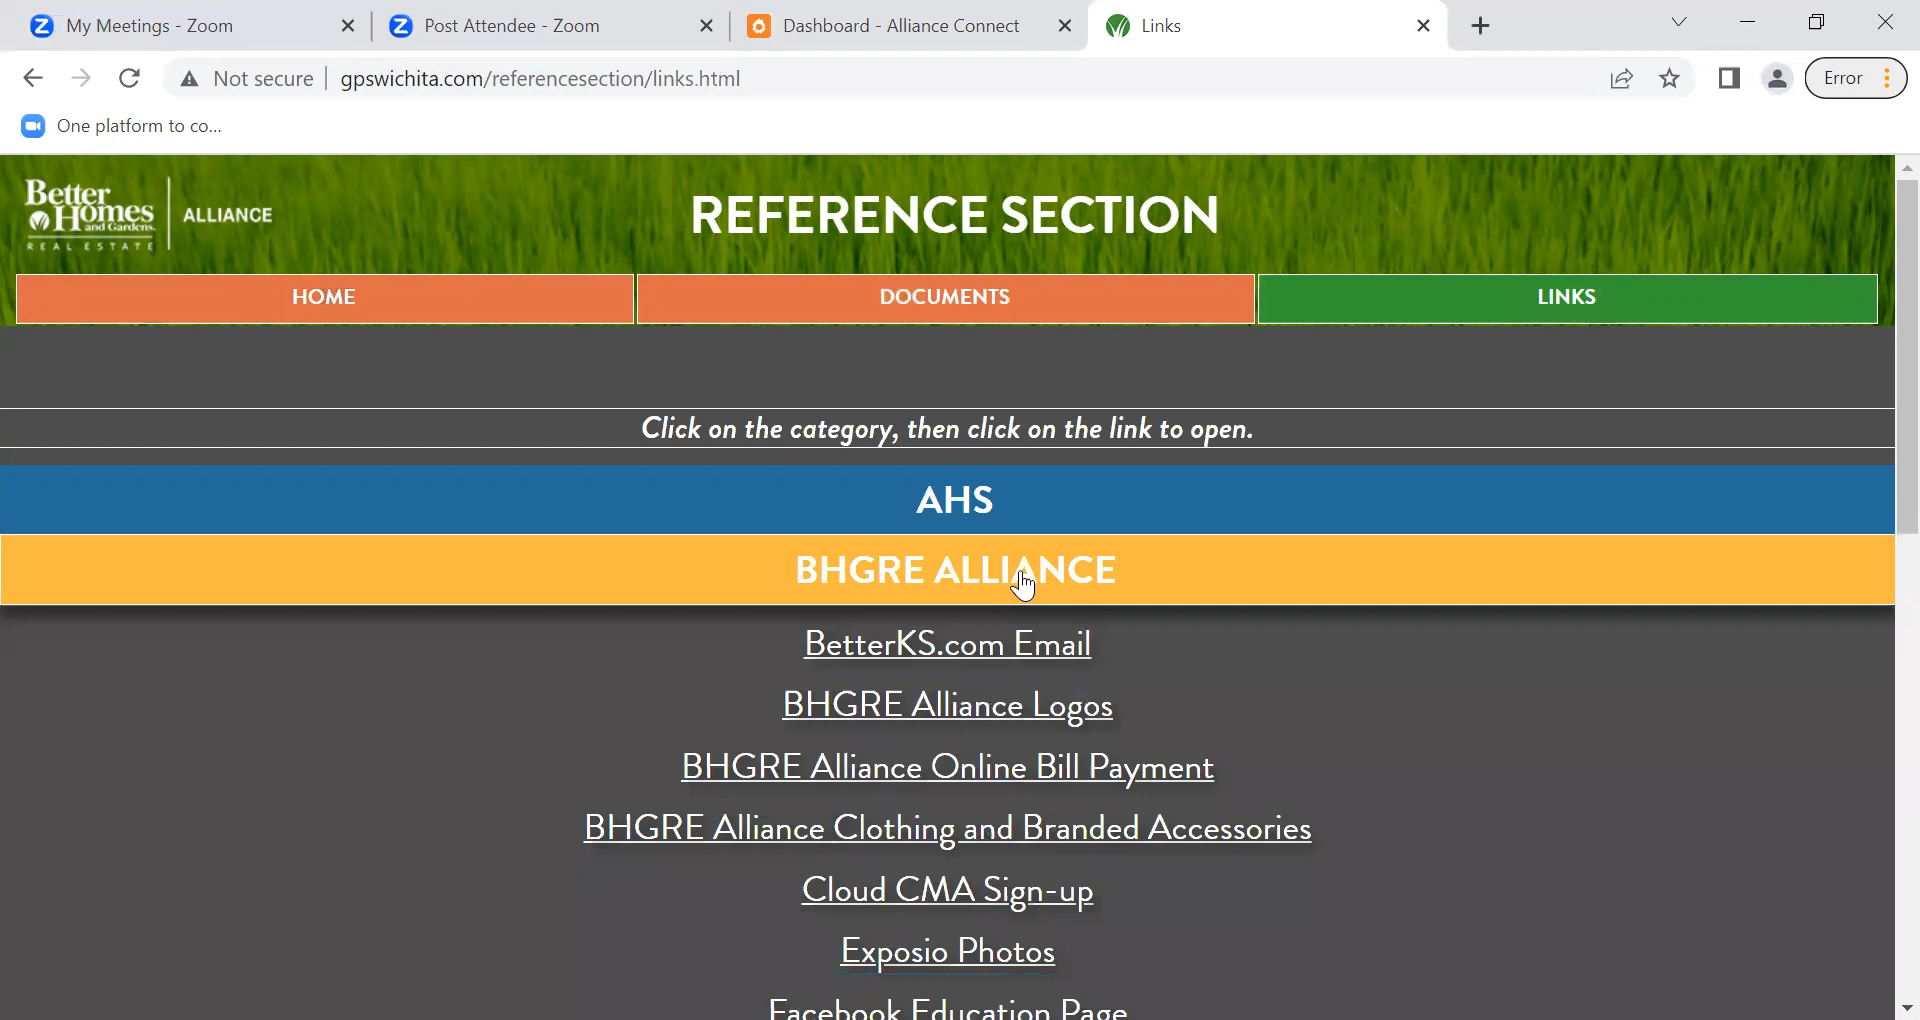 My Meetings - Zoom
Post Attendee - Zoom
Dashboard - Alliance Connect
Links
Not secure
gpswichita.com/referencesection/links.html
Error
One platform to co...
Better Homes and Gardens. REAL ESTATE
ALLIANCE
REFERENCE SECTION
HOME
DOCUMENTS
LINKS
Click on the category, then click on the link to open.
AHS
BHGRE ALLIANCE
BetterKS.com Email
BHGRE Alliance Logos
BHGRE Alliance Online Bill Payment
BHGRE Alliance Clothing and Branded Accessories
Cloud CMA Sign-up
Exposio Photos
Facebook Education Page